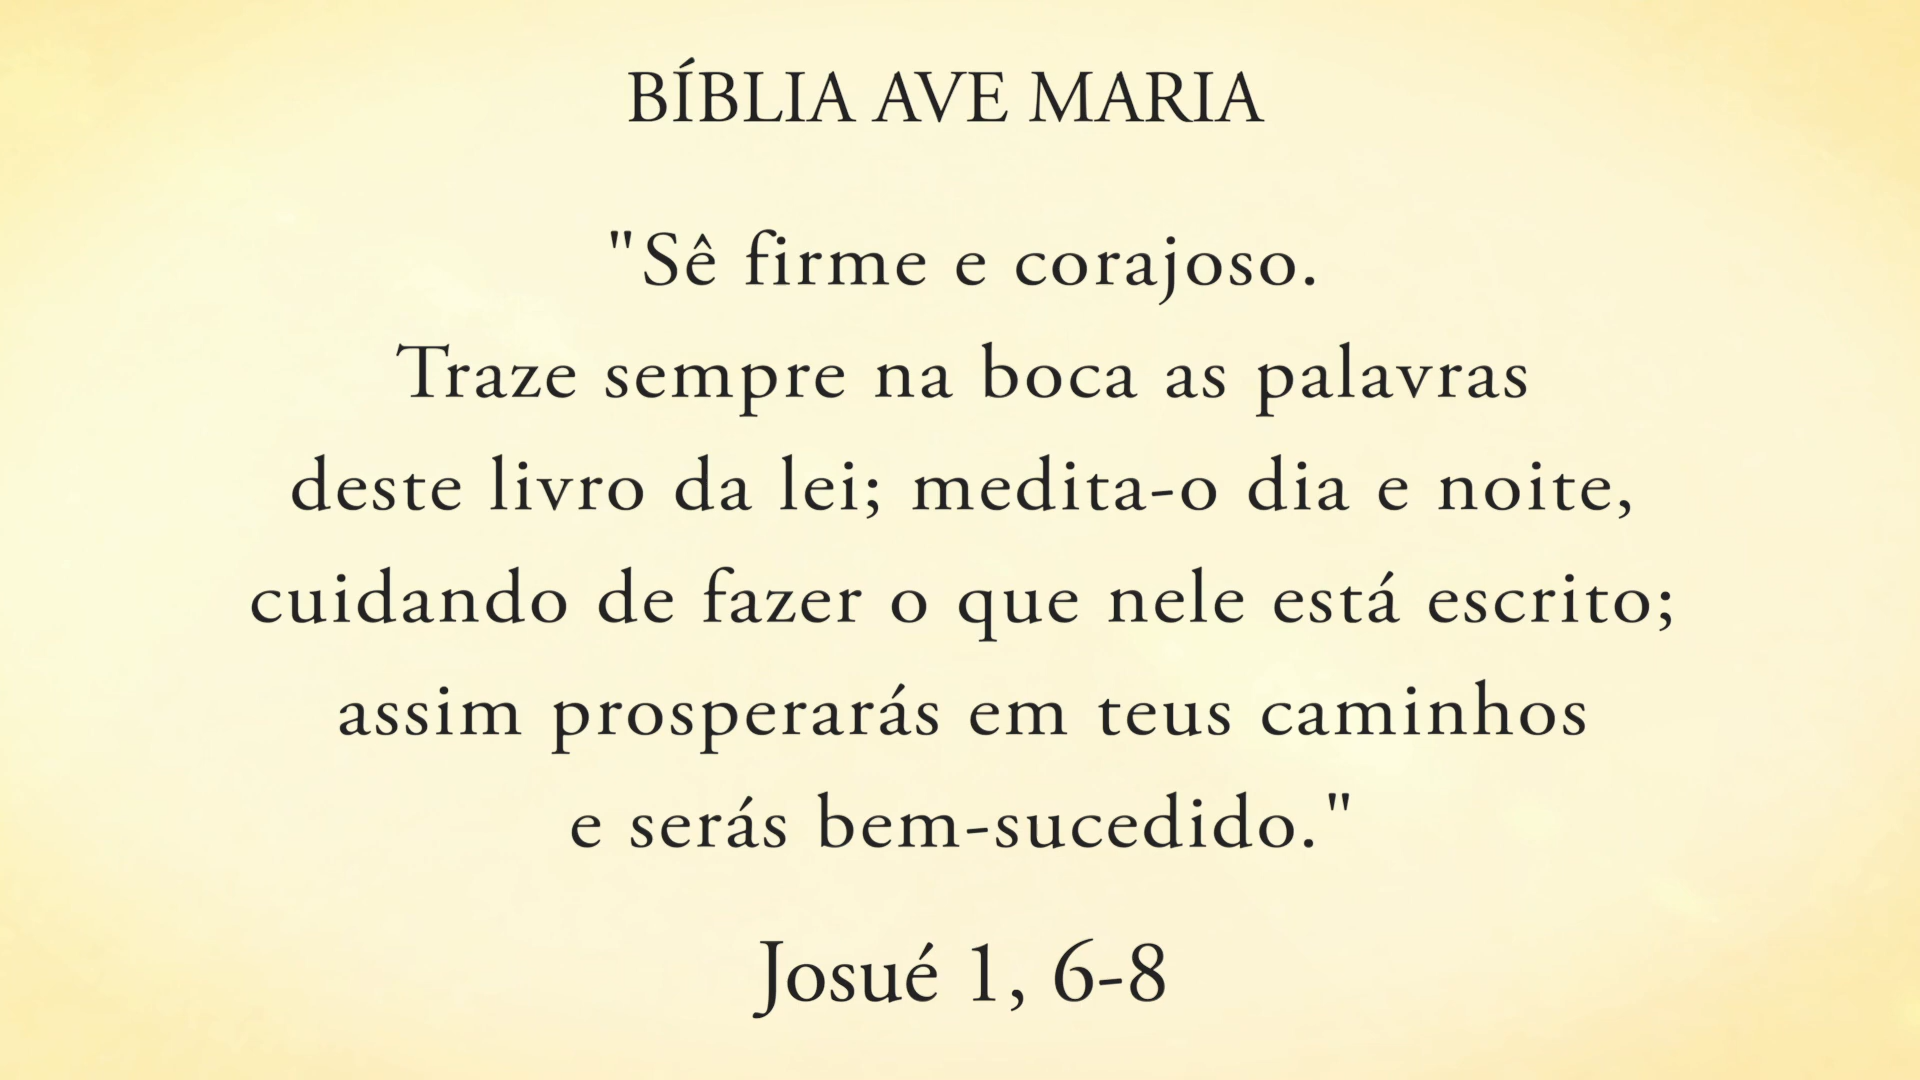 BÍBLIA AVE MARIA
"Sê firme e corajoso.
Traze sempre na boca as palavras
deste livro da lei; medita-o dia e noite,
cuidando de fazer o que nele está escrito;
assim prosperarás em teus caminhos
e serás bem-sucedido."
Josué 1, 6-8